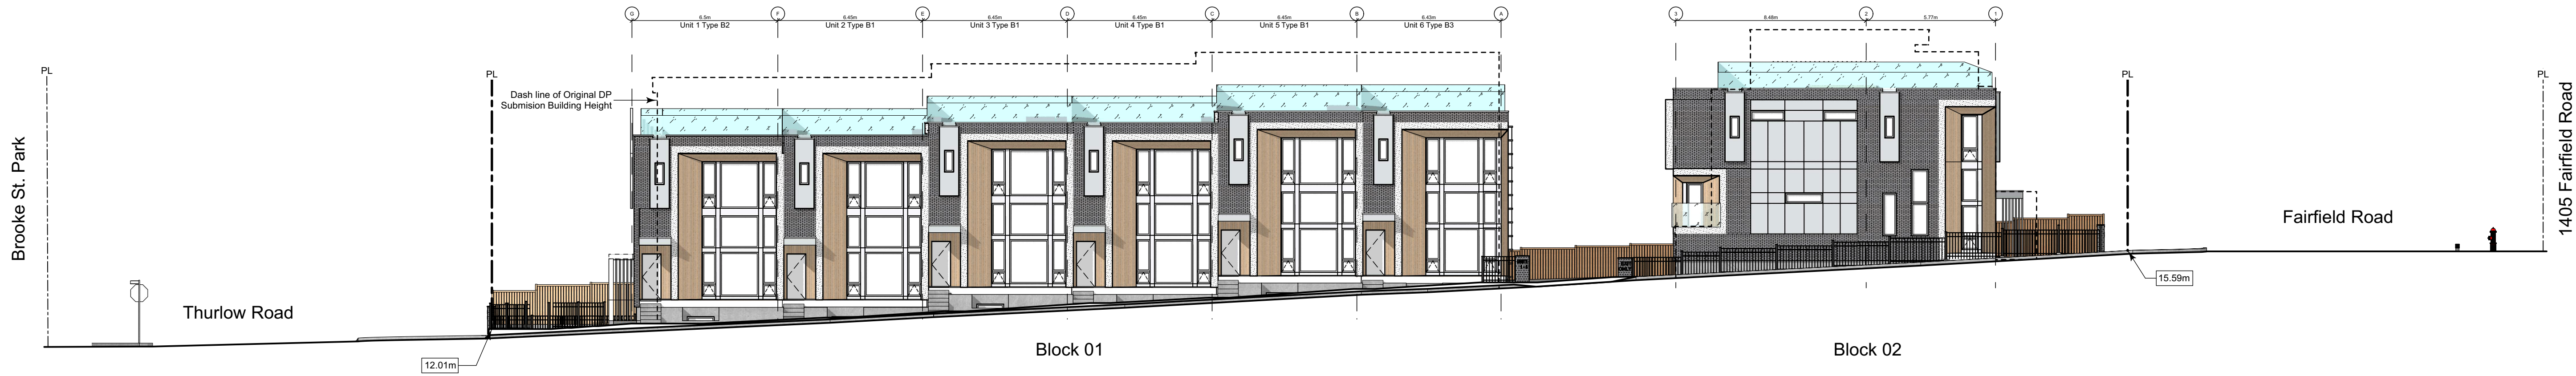 G
6.5m
F
6.45m
E
6.45m
D
6.45m
C
6.45m
B
6.43m
A
3
8.48m
2
5.77m
1
Unit 1 Type B2
Unit 2 Type B1
Unit 3 Type B1
Unit 4 Type B1
Unit 5 Type B1
Unit 6 Type B3
PL
PL
PL
PL
Dash line of Original DP
Submision Building Height
Brooke St. Park
1405 Fairfield Road
Fairfield Road
Thurlow Road
EXIT
ONLY
15.59m
12.01m
Block 01
Block 02